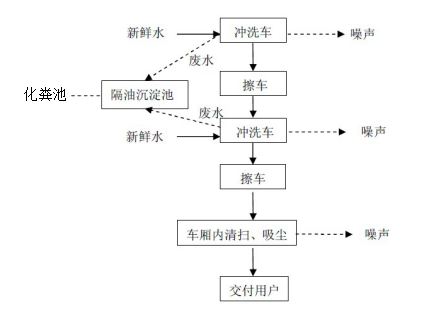 新鲜水
冲洗车
噪声
废水
擦车
化粪池
隔油沉淀池
废水
新鲜水
冲洗车
噪声
擦车
车厢内清扫、吸尘
噪声
交付用户